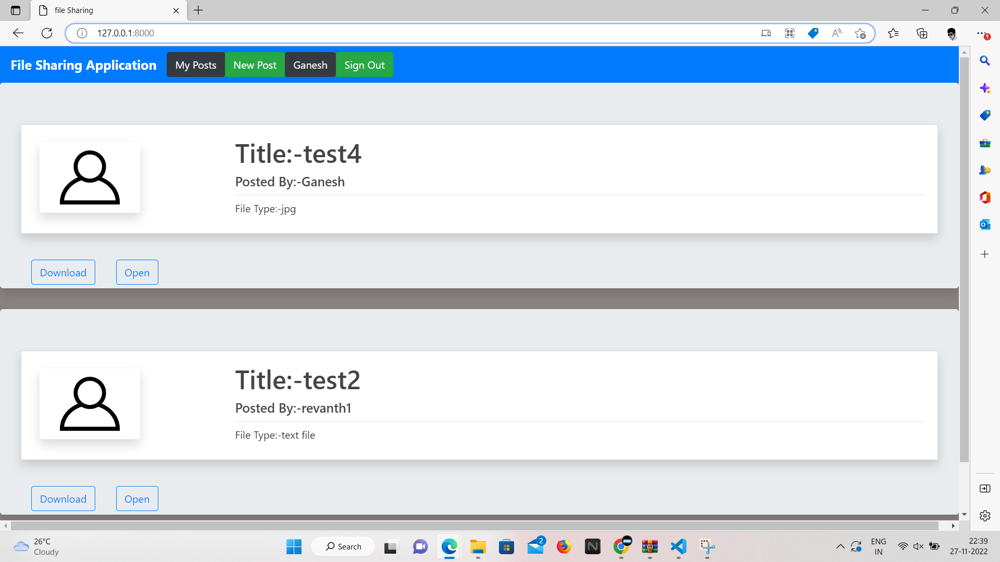 file Sharing
127.0.0.1:8000
File Sharing Application My Posts New Post Ganesh Sign Out
Title:-test4
Posted By:-Ganesh
File Type:-jpg
Download Open
Title:-test2
Posted By:-revanth1
File Type:-text file
Download Open
26°C
Cloudy
Search
2
ENG
IN
22:39
27-11-2022